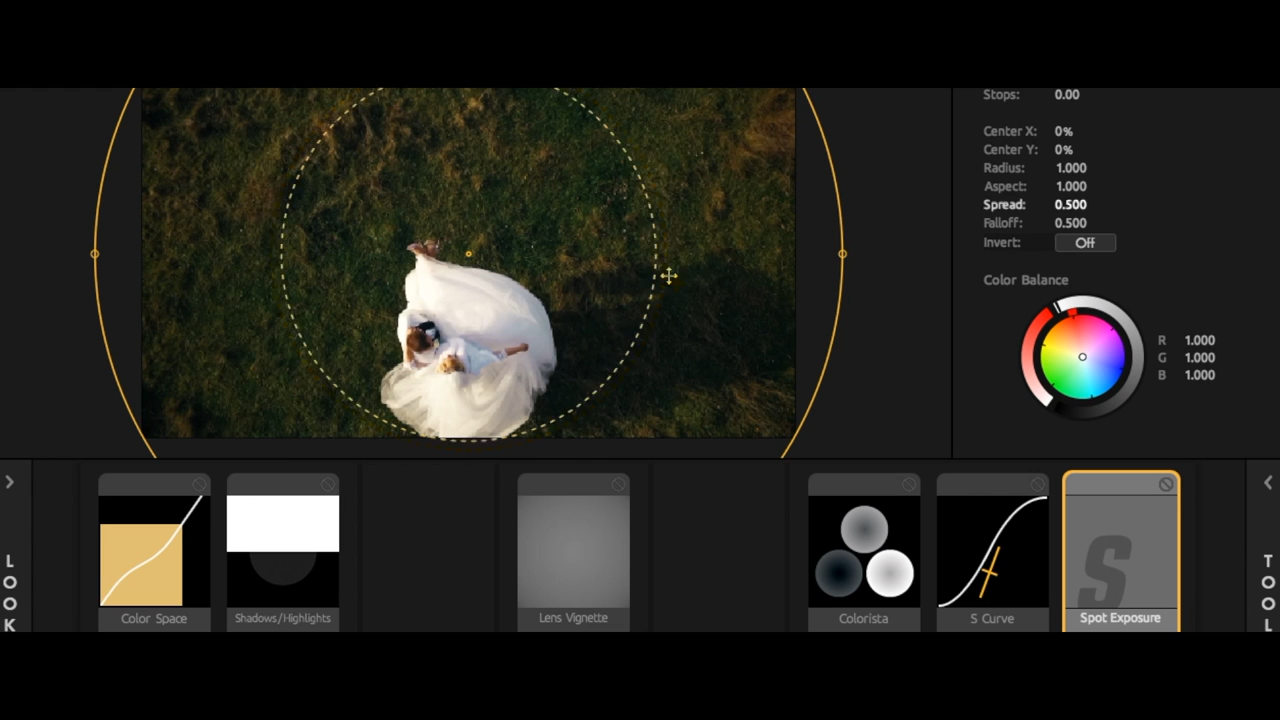 Stops: 0.00
Center X: 0%
Center Y: 0%
Radius: 1.000
Aspect: 1.000
Spread: 0.500
Falloff: 0.500
Invert: Off
Color Balance
R 1.000
G 1.000
B 1.000
LOOK
TOOL
S
Color Space
Shadows/Highlights
Lens Vignette
Colorista
S Curve
Spot Exposure